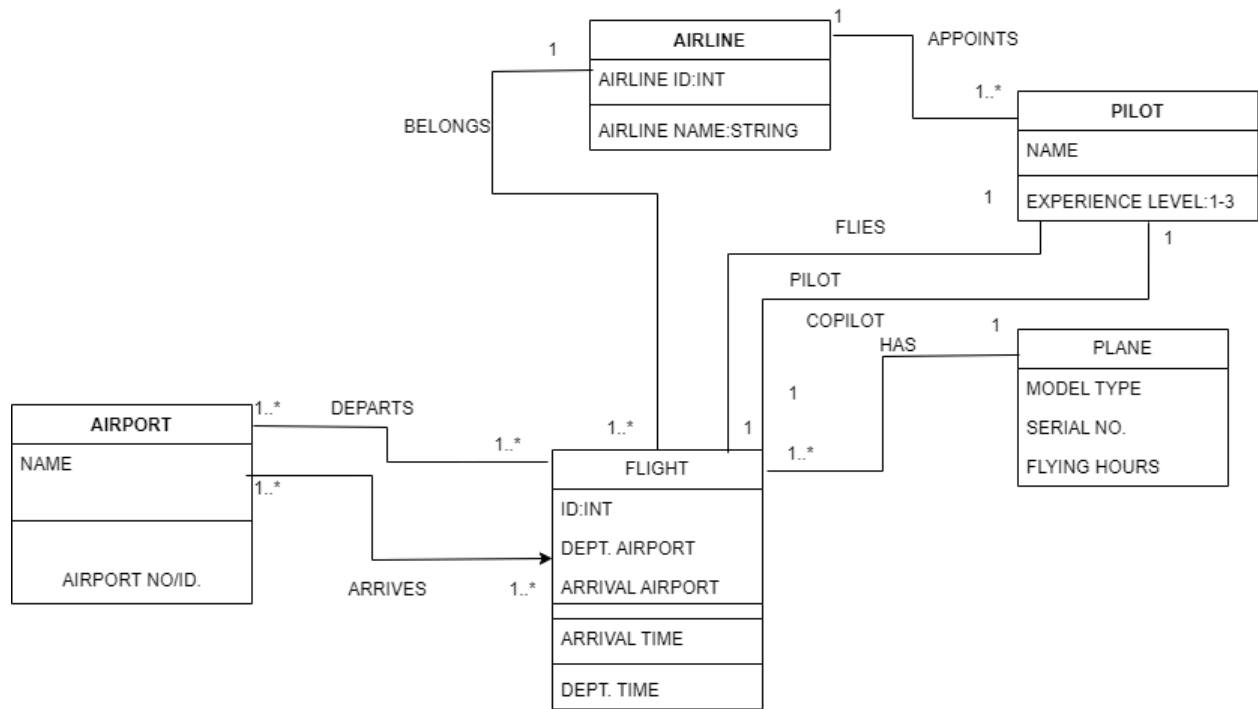 1
AIRLINE
AIRLINE ID:INT
AIRLINE NAME:STRING
1
APPOINTS
1..*
BELONGS
PILOT
NAME
EXPERIENCE LEVEL:1-3
1
1
FLIES
PILOT
COPILOT
HAS
1
PLANE
MODEL TYPE
SERIAL NO.
FLYING HOURS
1
1..*
AIRPORT
NAME
AIRPORT NO/ID.
1..*
DEPARTS
1..*
1..*
ARRIVES
1..*
1..*
1
FLIGHT
ID:INT
DEPT. AIRPORT
ARRIVAL AIRPORT
ARRIVAL TIME
DEPT. TIME